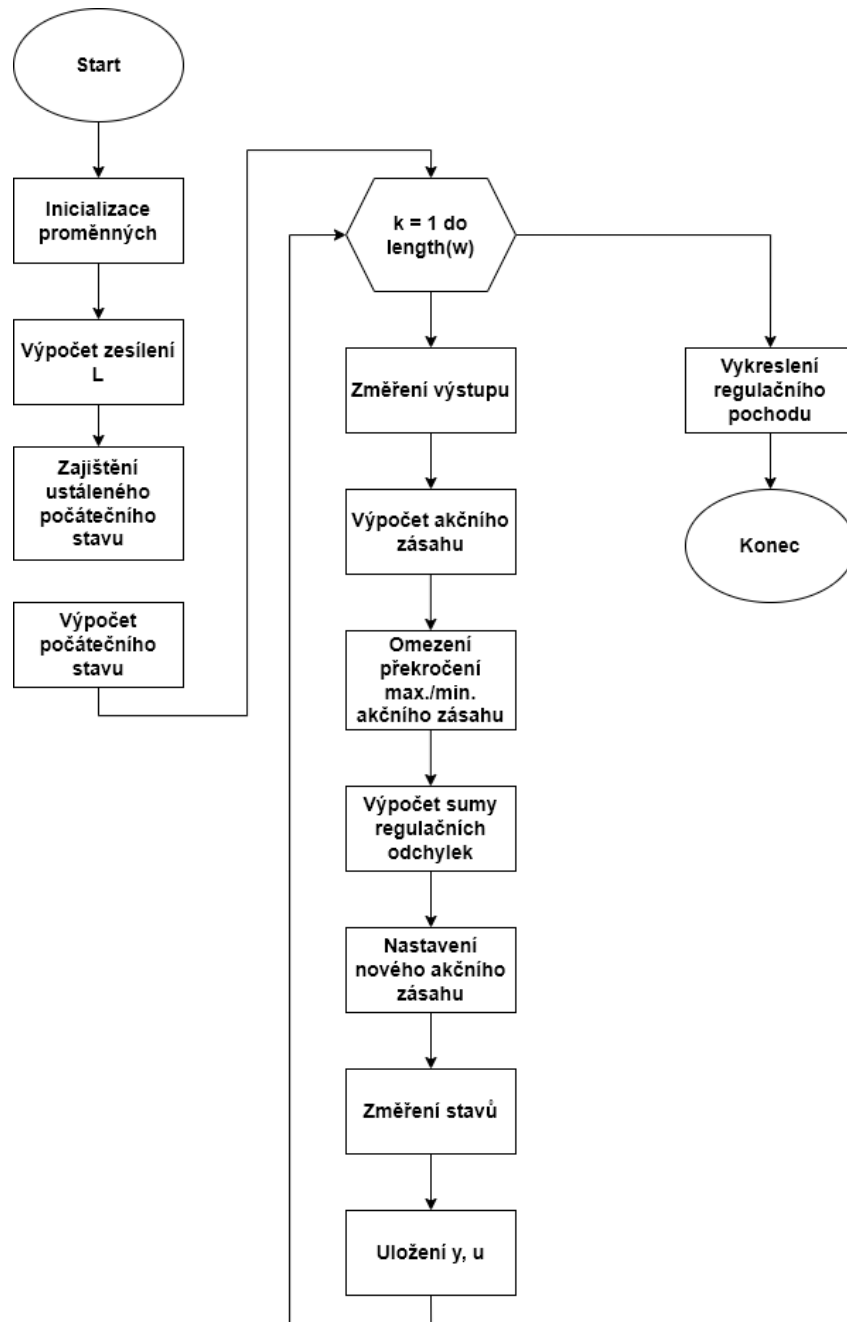 Start
Inicializace
proměnných
Výpočet zesílení
L
Zajištění
ustáleného
počátečního
stavu
Výpočet
počátečního
stavu
k = 1 do
length(w)
Změření výstupu
Výpočet akčního
zásahu
Omezení
překročení
max./min.
akčního zásahu
Výpočet sumy
regulačních
odchylek
Nastavení
nového akčního
zásahu
Změření stavů
Uložení y, u
Vykreslení
regulačního
pochodu
Konec